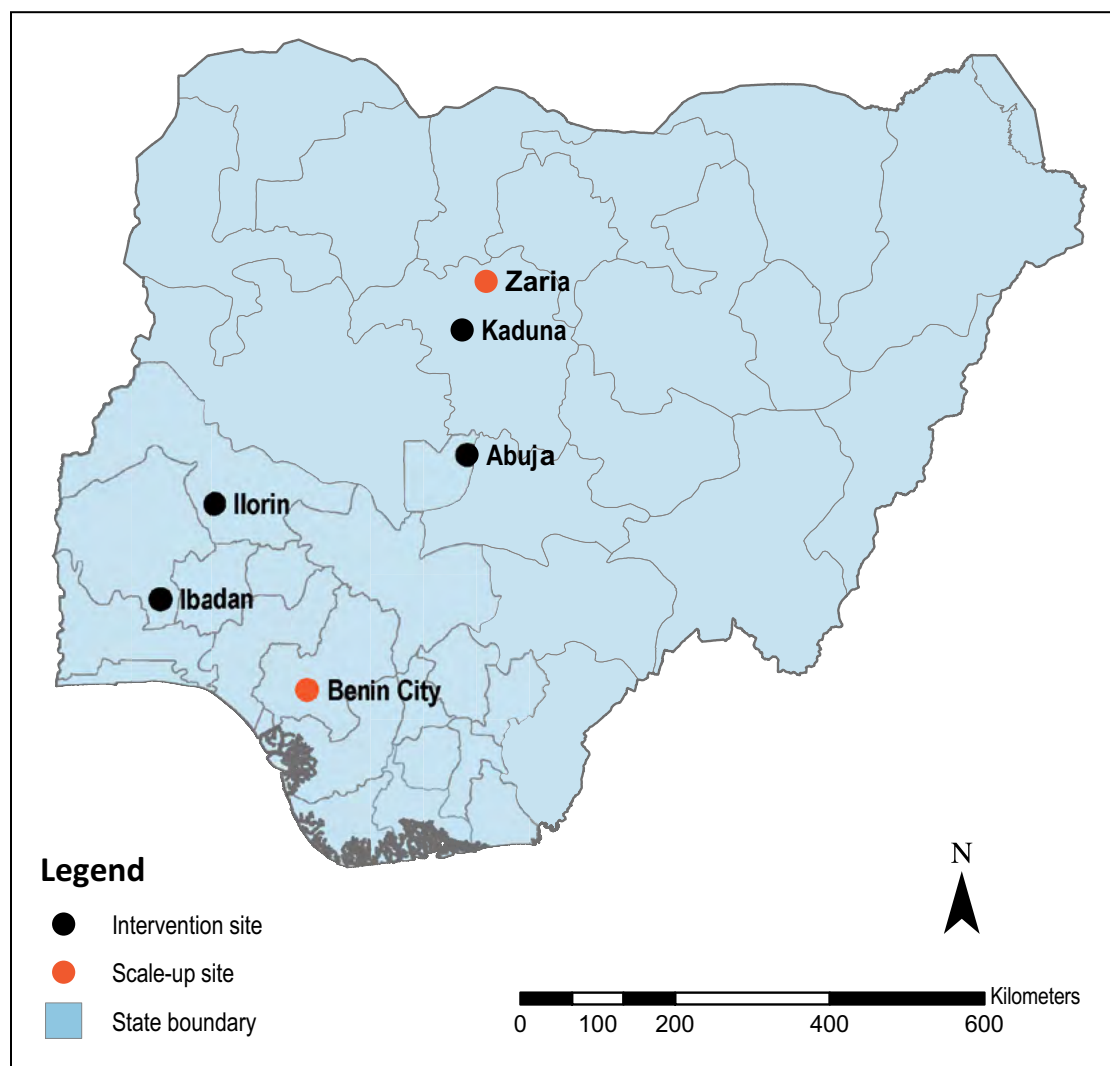 Zaria
Kaduna
Abuja
Ilorin
Ibadan
Benin City
Legend
Intervention site
Scale-up site
State boundary
N
Kilometers
0 100 200 400 600